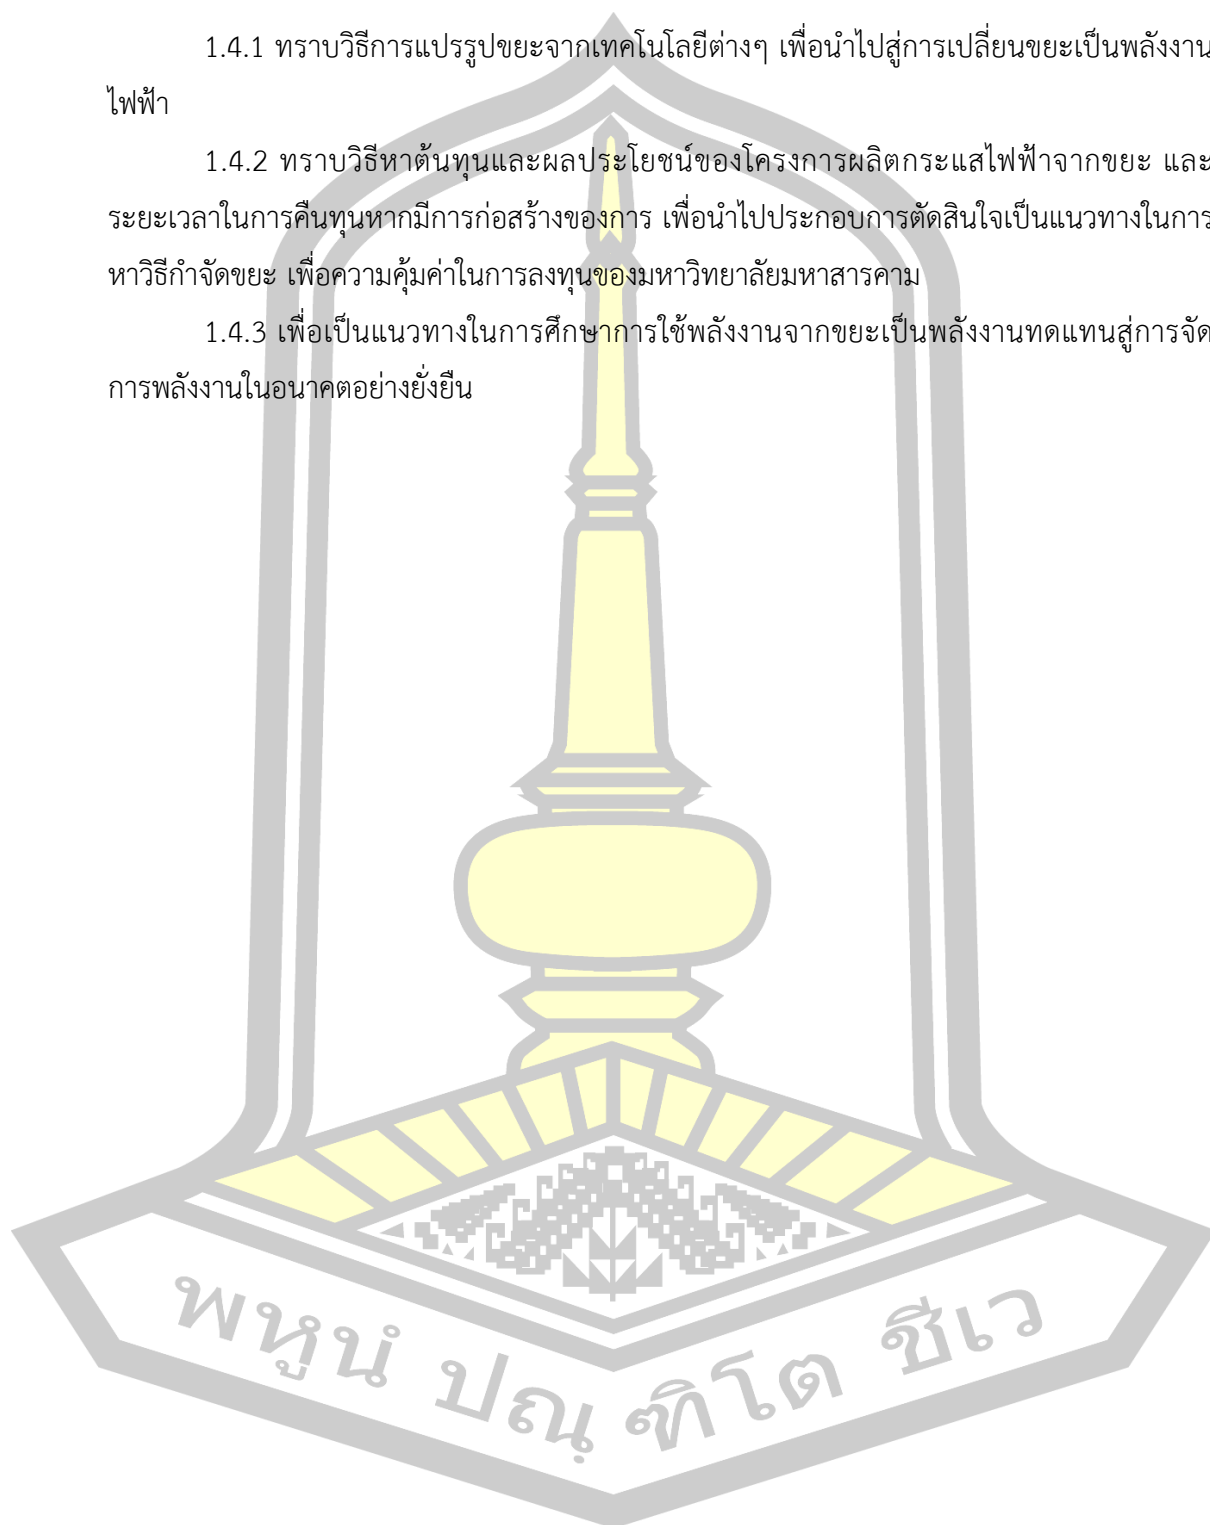 1.4.1 ทราบวิธีการแปรรูปขยะจากเทคโนโลยีต่างๆ เพื่อนำไปสู่การเปลี่ยนขยะเป็นพลังงาน
ไฟฟ้า
1.4.2 ทราบวิธีหาต้นทุนและผลประโยชน์ของโครงการผลิตกระแสไฟฟ้าจากขยะ และ
ระยะเวลาในการคืนทุนหากมีการก่อสร้างของการ เพื่อนำไปประกอบการตัดสินใจเป็นแนวทางในการ
หาวิธีกำจัดขยะ เพื่อความคุ้มค่าในการลงทุนของมหาวิทยาลัยมหาสารคาม
1.4.3 เพื่อเป็นแนวทางในการศึกษาการใช้พลังงานจากขยะเป็นพลังงานทดแทนสู่การจัด
การพลังงานในอนาคตอย่างยั่งยืน
พหูนํ ปณฺฑิโต ชีเว